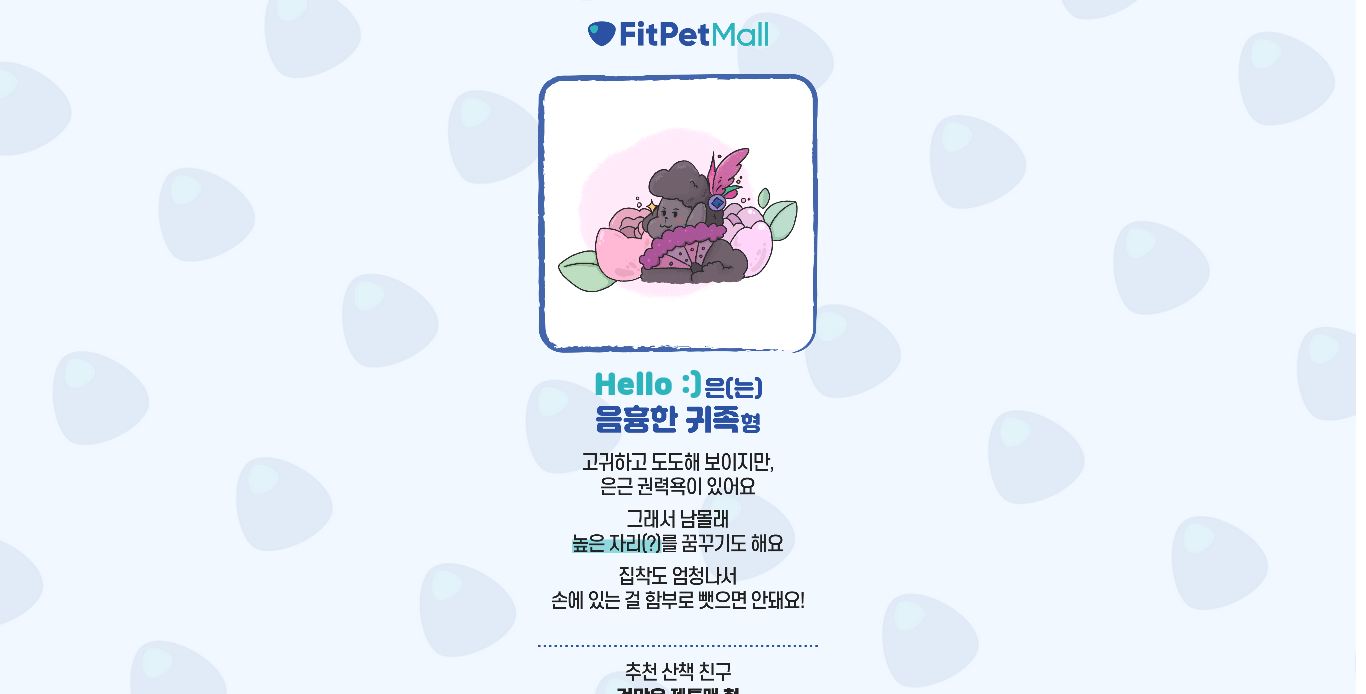 FitPetMall
Hello :)은(는)
음흉한 귀족형
고귀하고 도도해 보이지만,
은근 권력욕이 있어요
그래서 남몰래
높은 자리(?)를 꿈꾸기도 해요
집착도 엄청나서
손에 있는 걸 함부로 뺏으면 안돼요!
추천 산책 친구